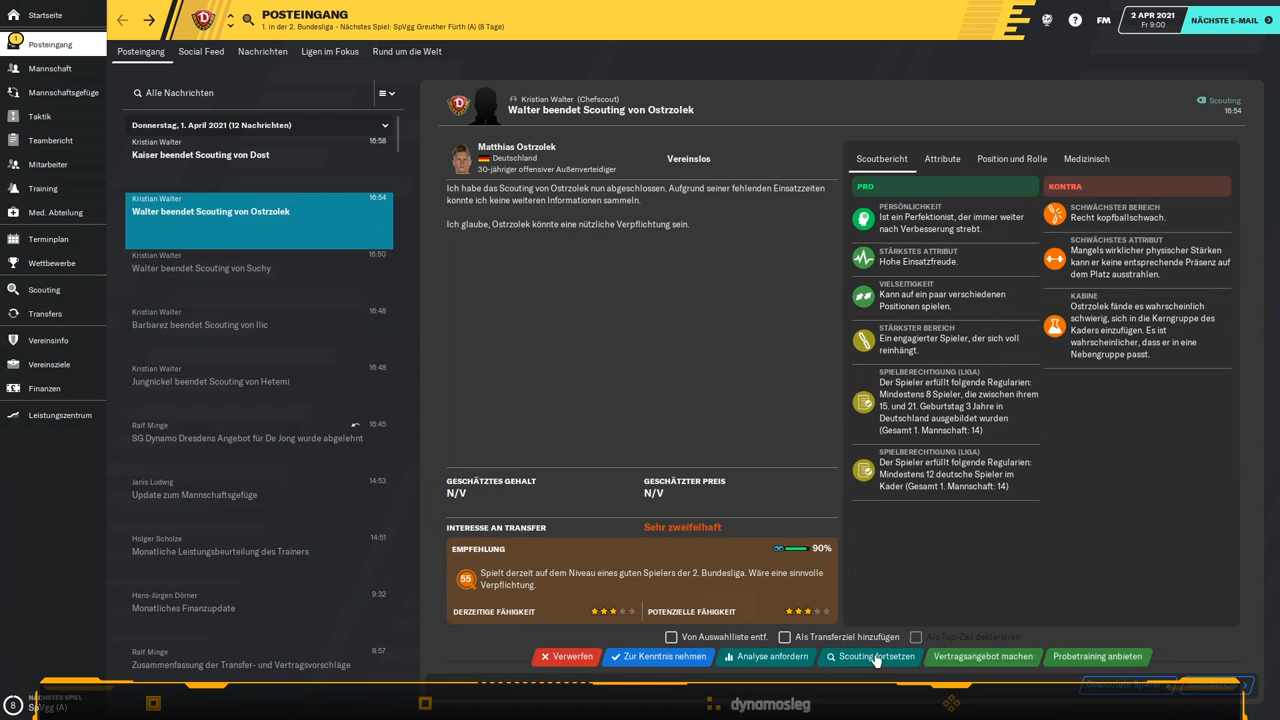 Startseite
1
Posteingang
Mannschaft
Mannschaftsgefüge
Taktik
Teambericht
Mitarbeiter
Training
Med. Abteilung
Terminplan
Wettbewerbe
Scouting
Transfers
Vereinsinfo
Vereinsziele
Finanzen
Leistungszentrum
POSTEINGANG
1. in der 2. Bundesliga - Nächstes Spiel: SpVgg Greuther Fürth (A) (8 Tage)
FM
2 APR 2021
Fr 9:00
NÄCHSTE E-MAIL
Posteingang
Social Feed
Nachrichten
Ligen im Fokus
Rund um die Welt
Alle Nachrichten
Donnerstag, 1. April 2021 (12 Nachrichten)
Kristian Walter 16:58
Kaiser beendet Scouting von Dost
Kristian Walter 16:54
Walter beendet Scouting von Ostrzolek
Kristian Walter 16:50
Walter beendet Scouting von Suchy
Kristian Walter 16:48
Barbarez beendet Scouting von Ilic
Kristian Walter 16:48
Jungnickel beendet Scouting von Hetemi
Ralf Minge 16:45
SG Dynamo Dresdens Angebot für De Jong wurde abgelehnt
Janis Ludwig 14:53
Update zum Mannschaftsgefüge
Holger Scholze 14:51
Monatliche Leistungsbeurteilung des Trainers
Hans-Jürgen Dörner 9:32
Monatliches Finanzupdate
Ralf Minge 8:57
Zusammenfassung der Transfer- und Vertragsvorschläge
Kristian Walter (Chefscout)
Walter beendet Scouting von Ostrzolek
Scouting
16:54
Matthias Ostrzolek
Deutschland
30-jähriger offensiver Außenverteidiger
Vereinslos
Ich habe das Scouting von Ostrzolek nun abgeschlossen. Aufgrund seiner fehlenden Einsatzzeiten
konnte ich keine weiteren Informationen sammeln.
Ich glaube, Ostrzolek könnte eine nützliche Verpflichtung sein.
GESCHÄTZTES GEHALT
N/V
GESCHÄTZTER PREIS
N/V
INTERESSE AN TRANSFER
Sehr zweifelhaft
EMPFEHLUNG
90%
55
Spielt derzeit auf dem Niveau eines guten Spielers der 2. Bundesliga. Wäre eine sinnvolle
Verpflichtung.
DERZEITIGE FÄHIGKEIT
POTENZIELLE FÄHIGKEIT
Scoutbericht
Attribute
Position und Rolle
Medizinisch
PRO
PERSÖNLICHKEIT
Ist ein Perfektionist, der immer weiter
nach Verbesserung strebt.
STÄRKSTES ATTRIBUT
Hohe Einsatzfreude.
VIELSEITIGKEIT
Kann auf ein paar verschiedenen
Positionen spielen.
STÄRKSTER BEREICH
Ein engagierter Spieler, der sich voll
reinhängt.
SPIELBERECHTIGUNG (LIGA)
Der Spieler erfüllt folgende Regularien:
Mindestens 8 Spieler, die zwischen ihrem
15. und 21. Geburtstag 3 Jahre in
Deutschland ausgebildet wurden
(Gesamt 1. Mannschaft: 14)
SPIELBERECHTIGUNG (LIGA)
Der Spieler erfüllt folgende Regularien:
Mindestens 12 deutsche Spieler im
Kader (Gesamt 1. Mannschaft: 14)
KONTRA
SCHWÄCHSTER BEREICH
Recht kopfballschwach.
SCHWÄCHSTES ATTRIBUT
Mangels wirklicher physischer Stärken
kann er keine entsprechende Präsenz auf
dem Platz ausstrahlen.
KABINE
Ostrzolek fände es wahrscheinlich
schwierig, sich in die Kerngruppe des
Kaders einzufügen. Es ist
wahrscheinlicher, dass er in eine
Nebengruppe passt.
Von Auswahlliste entf.
Als Transferziel hinzufügen
Als Top-Ziel deklarieren
Verwerfen
Zur Kenntnis nehmen
Analyse anfordern
Scouting fortsetzen
Vertragsangebot machen
Probetraining anbieten
8
NÄCHSTES SPIEL
SpVgg (A)
dynamosleg